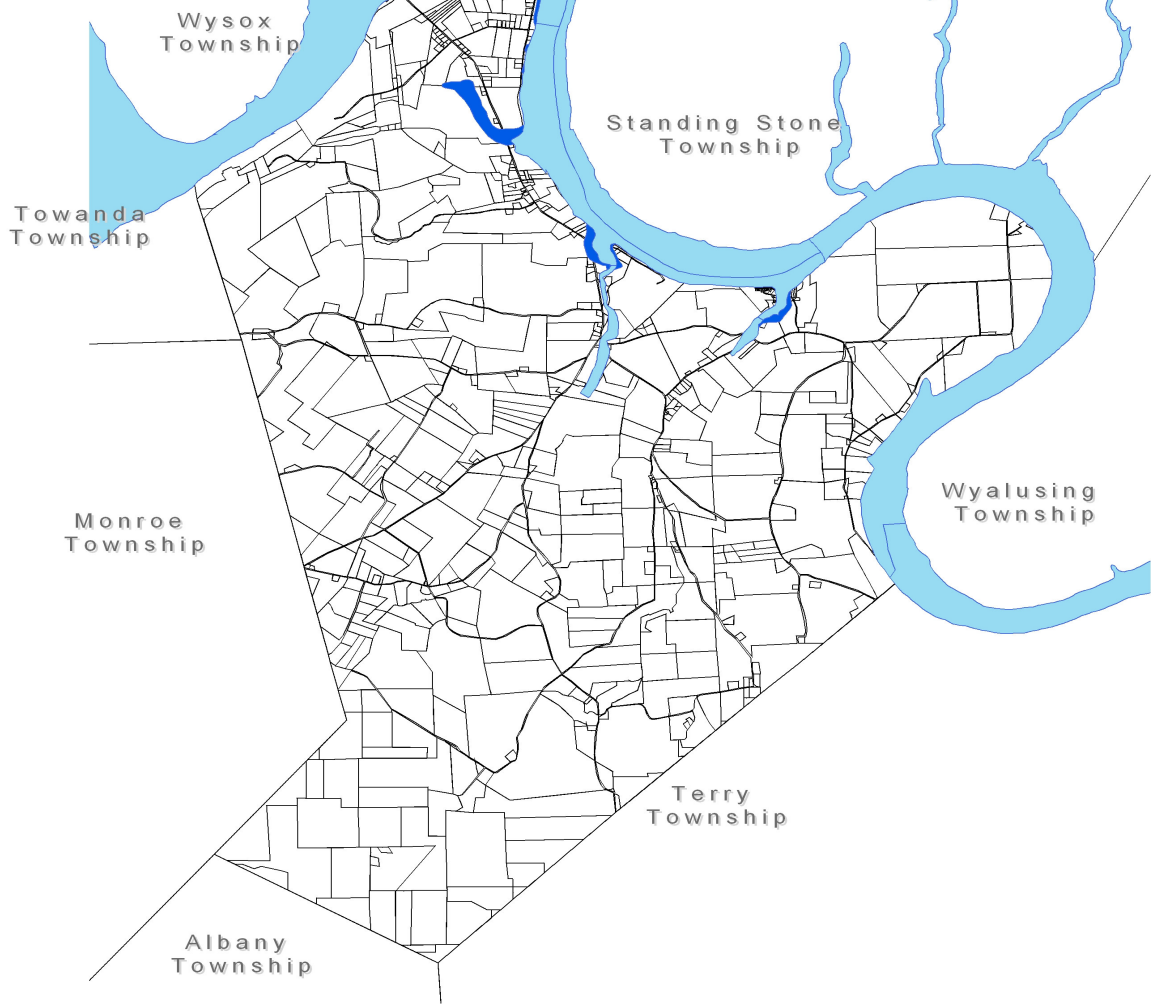 Wysox
Township
Standing Stone
Township
Towanda
Township
Wyalusing
Township
Monroe
Township
Terry
Township
Albany
Township